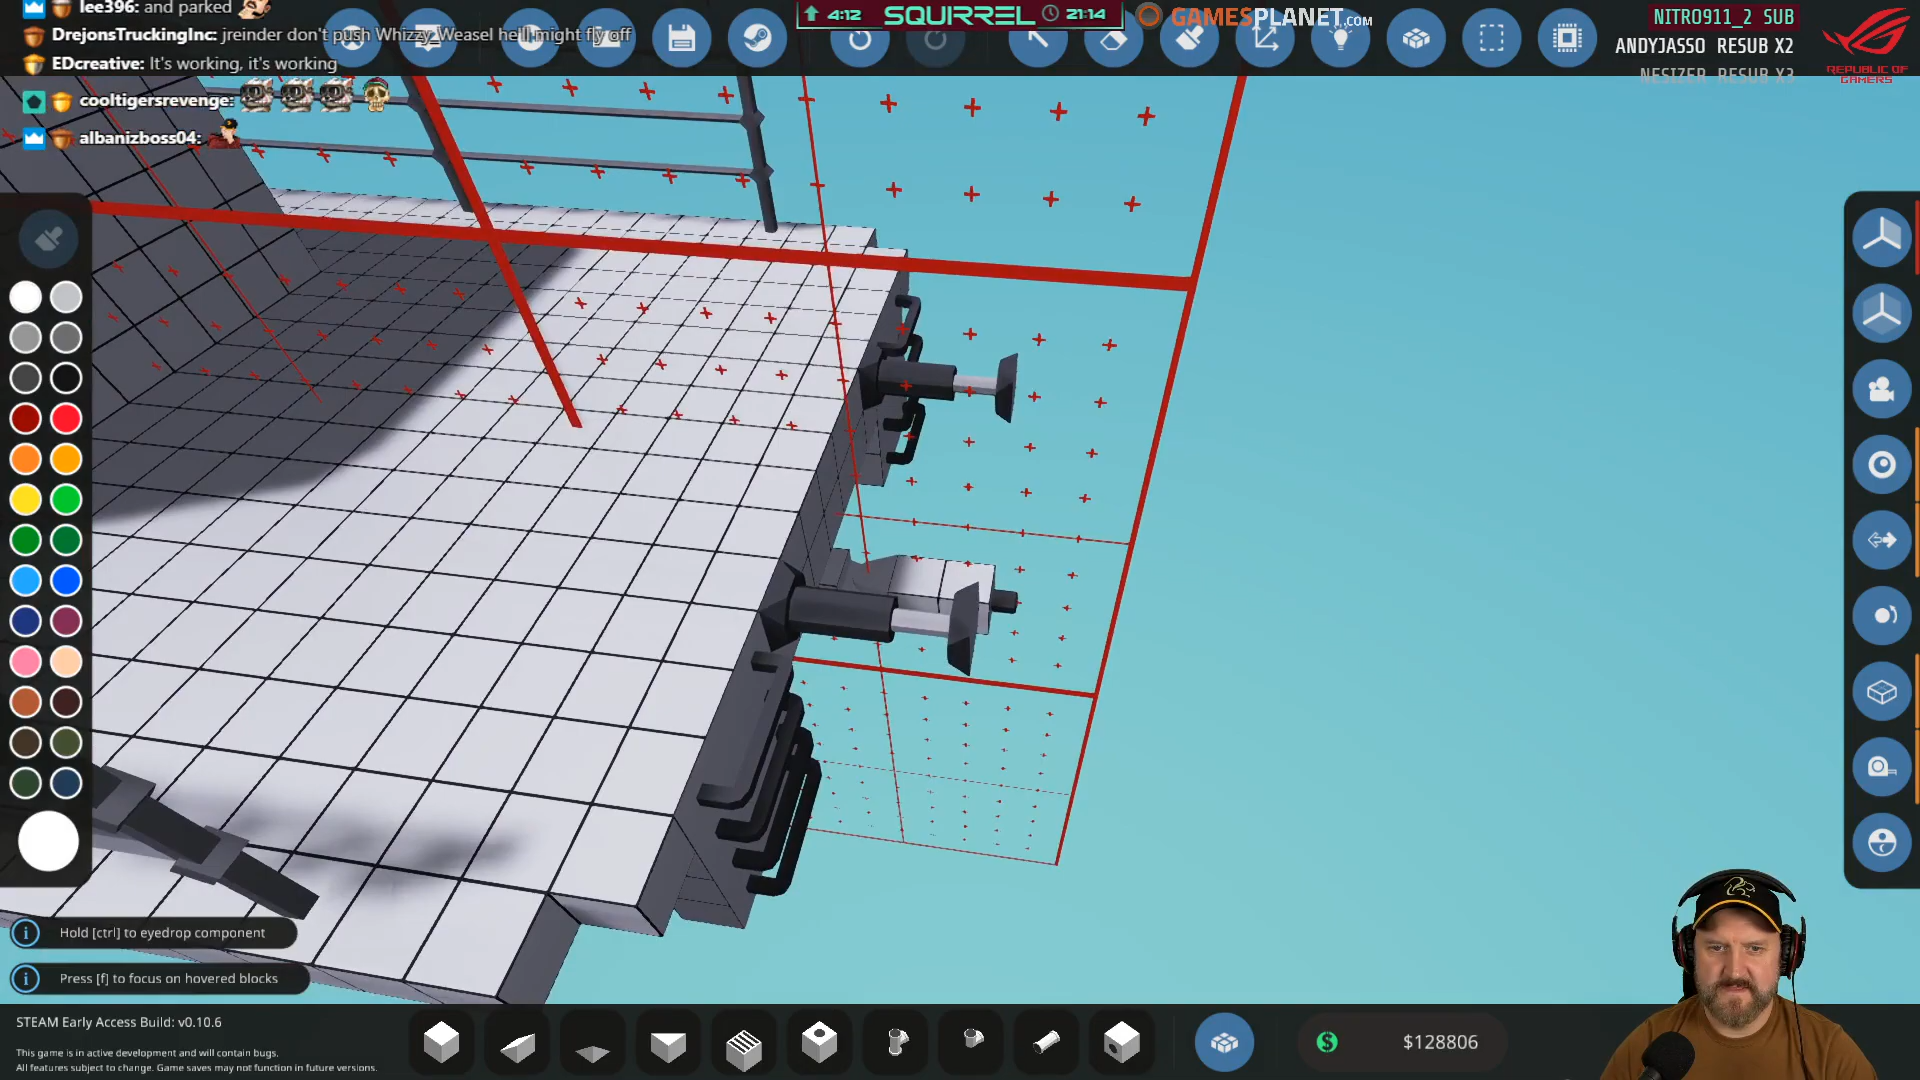 lee396: and parked
DrejonsTruckingInc: jreinder don't push Whizzy_Weasel he'll might fly off
EDcreative: It's working, it's working
cooltigersrevenge:
albanizboss04:
4:12 SQUIRREL 21:14
GAMESPLANET.COM
NITRO911_2 SUB
ANDYJASSO RESUB X2
NESIZER RESUB X3
REPUBLIC OF GAMERS
Hold [ctrl] to eyedrop component
Press [f] to focus on hovered blocks
STEAM Early Access Build: v0.10.6
This game is in active development and will contain bugs.
All features subject to change. Game saves may not function in future versions.
$128806